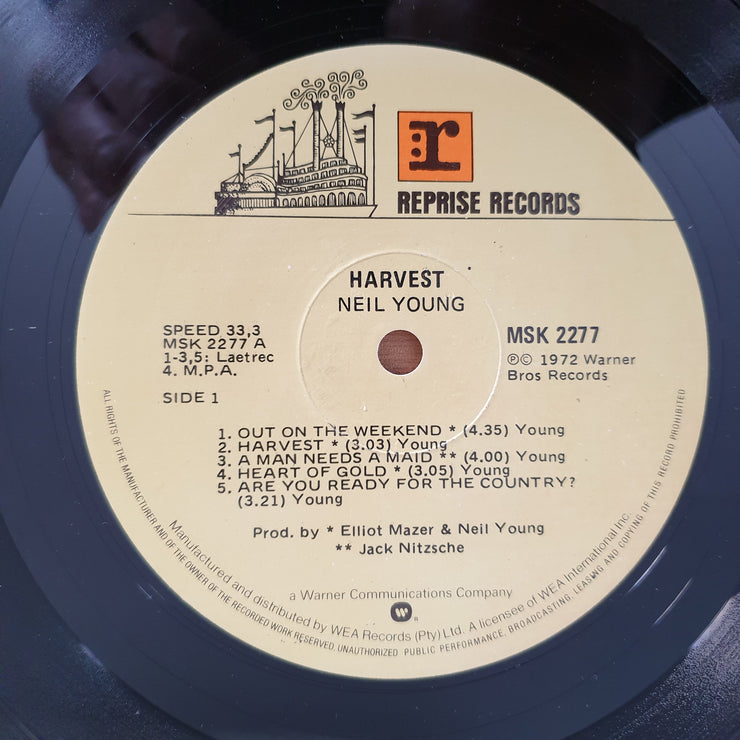 r
REPRISE RECORDS
HARVEST
NEIL YOUNG
SPEED 33,3
MSK 2277 A
1-3,5: Laetrec
4. M.P.A.
SIDE 1
MSK 2277
℗© 1972 Warner
Bros Records
1. OUT ON THE WEEKEND * (4.35) Young
2. HARVEST * (3.03) Young
3. A MAN NEEDS A MAID ** (4.00) Young
4. HEART OF GOLD * (3.05) Young
5. ARE YOU READY FOR THE COUNTRY?
(3.21) Young
Prod. by * Elliot Mazer & Neil Young
** Jack Nitzsche
a Warner Communications Company
W
R
Manufactured and distributed by WEA Records (Pty) Ltd. A licensee of WEA International Inc.
ALL RIGHTS OF THE MANUFACTURER AND OF THE OWNER OF THE RECORDED WORK RESERVED, UNAUTHORIZED PUBLIC PERFORMANCE, BROADCASTING, LEASING AND COPYING OF THIS RECORD PROHIBITED